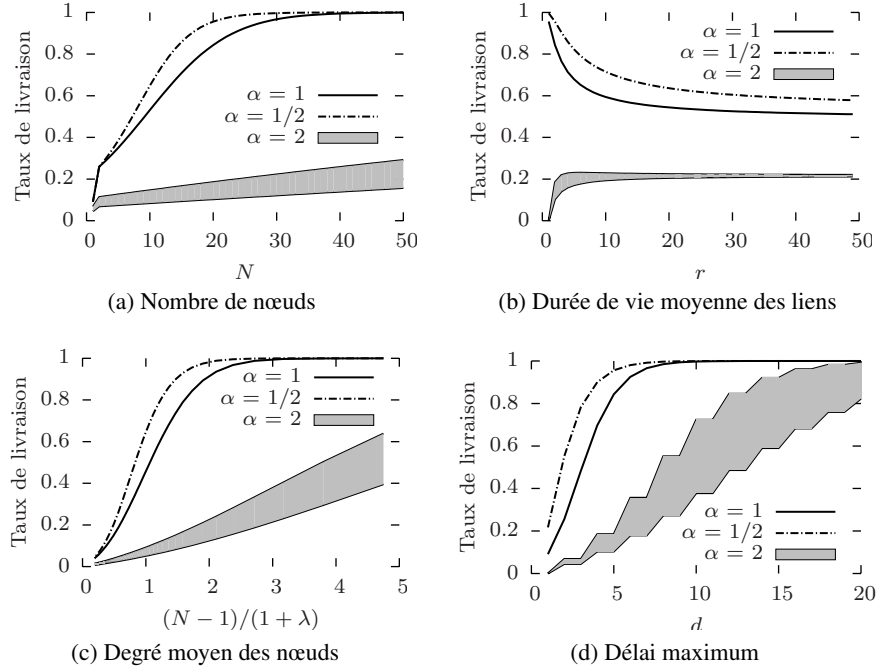 Taux de livraison
1
0.8
0.6
0.4
0.2
0
α = 1
α = 1/2
α = 2
0 10 20 30 40 50
N
(a) Nombre de nœuds
Taux de livraison
1
0.8
0.6
0.4
0.2
0
α = 1
α = 1/2
α = 2
0 10 20 30 40 50
r
(b) Durée de vie moyenne des liens
Taux de livraison
1
0.8
0.6
0.4
0.2
0
α = 1
α = 1/2
α = 2
0 1 2 3 4 5
(N − 1)/(1 + λ)
(c) Degré moyen des nœuds
Taux de livraison
1
0.8
0.6
0.4
0.2
0
α = 1
α = 1/2
α = 2
0 5 10 15 20
d
(d) Délai maximum